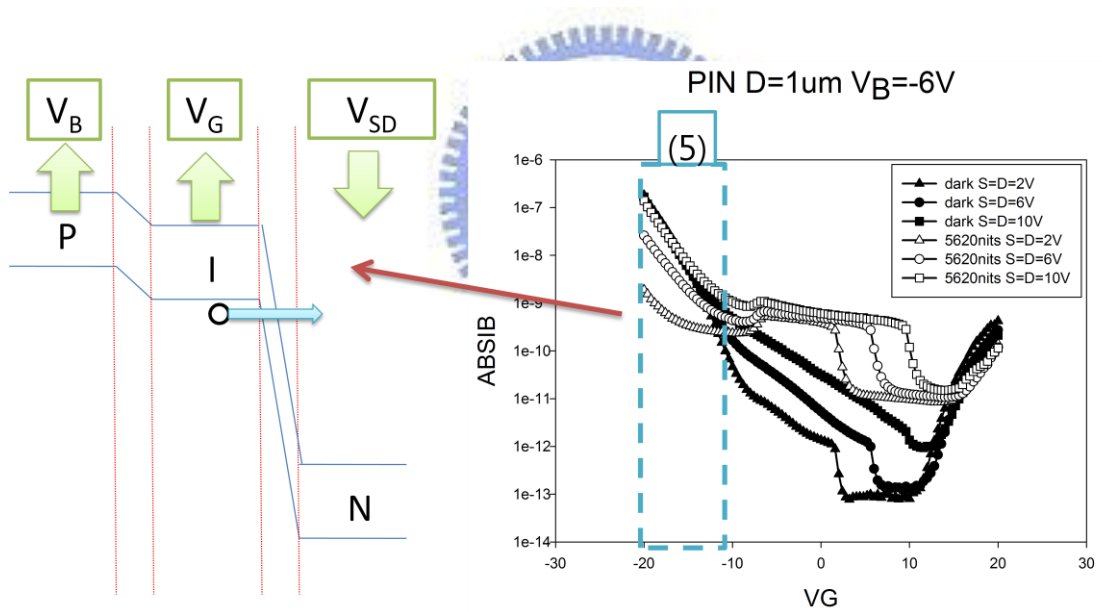 V_B
V_G
V_SD
P
I
N
PIN D=1um V_B=-6V
(5)
1e-6
1e-7
1e-8
1e-9
1e-10
1e-11
1e-12
1e-13
1e-14
ABSIB
-30
-20
-10
0
10
20
30
VG
dark S=D=2V
dark S=D=6V
dark S=D=10V
5620nits S=D=2V
5620nits S=D=6V
5620nits S=D=10V